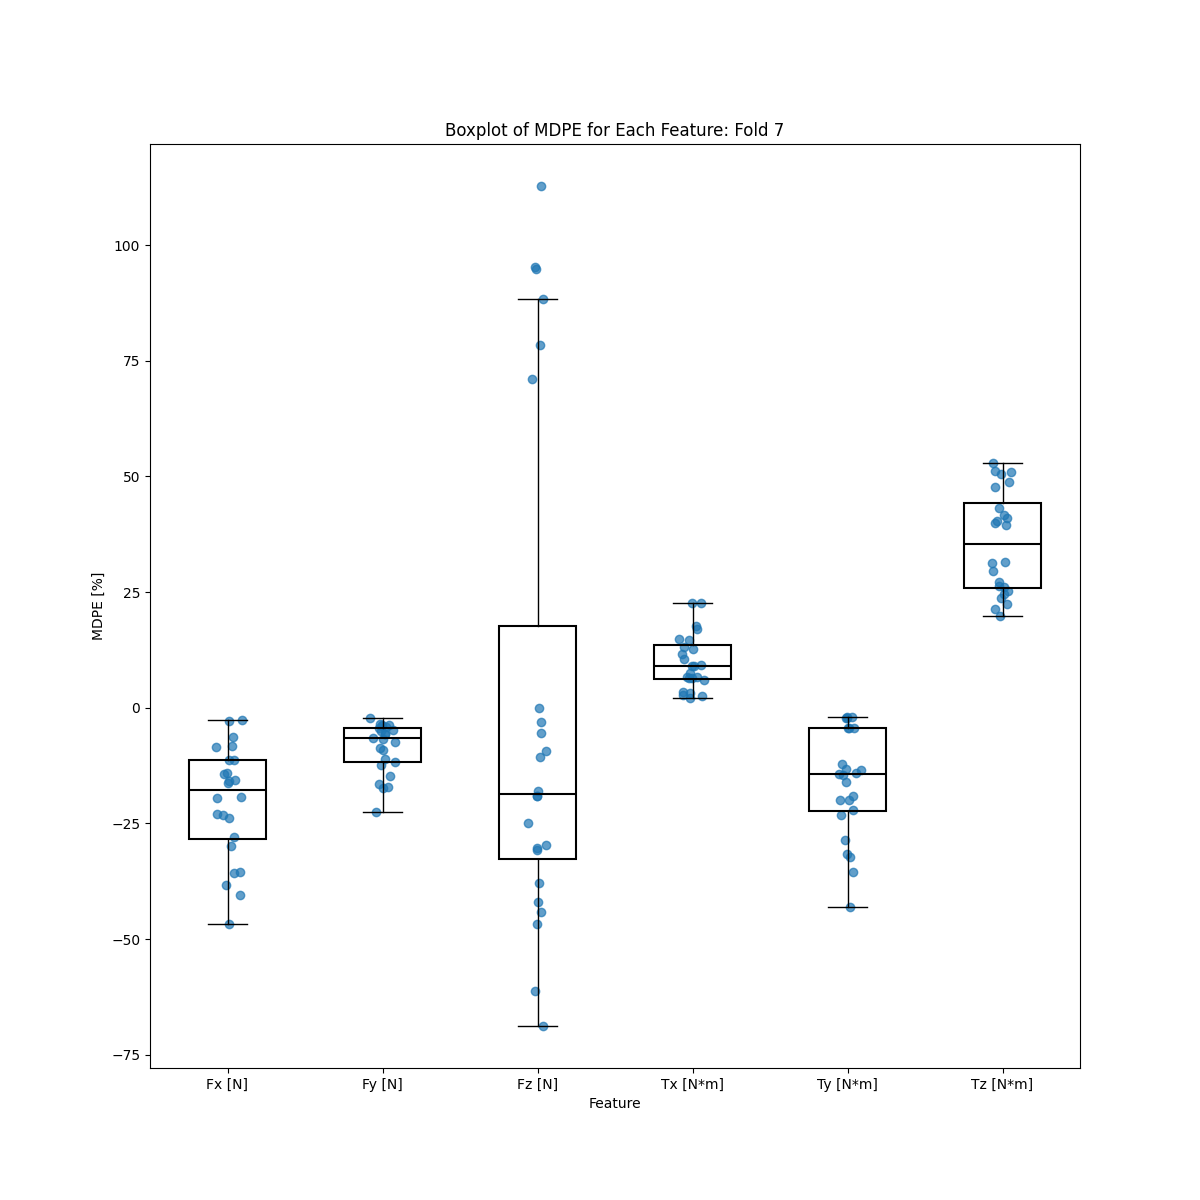 Boxplot of MDPE for Each Feature: Fold 7
MDPE [%]
100
75
50
25
0
−25
−50
−75
Fx [N] Fy [N] Fz [N] Tx [N*m] Ty [N*m] Tz [N*m]
Feature